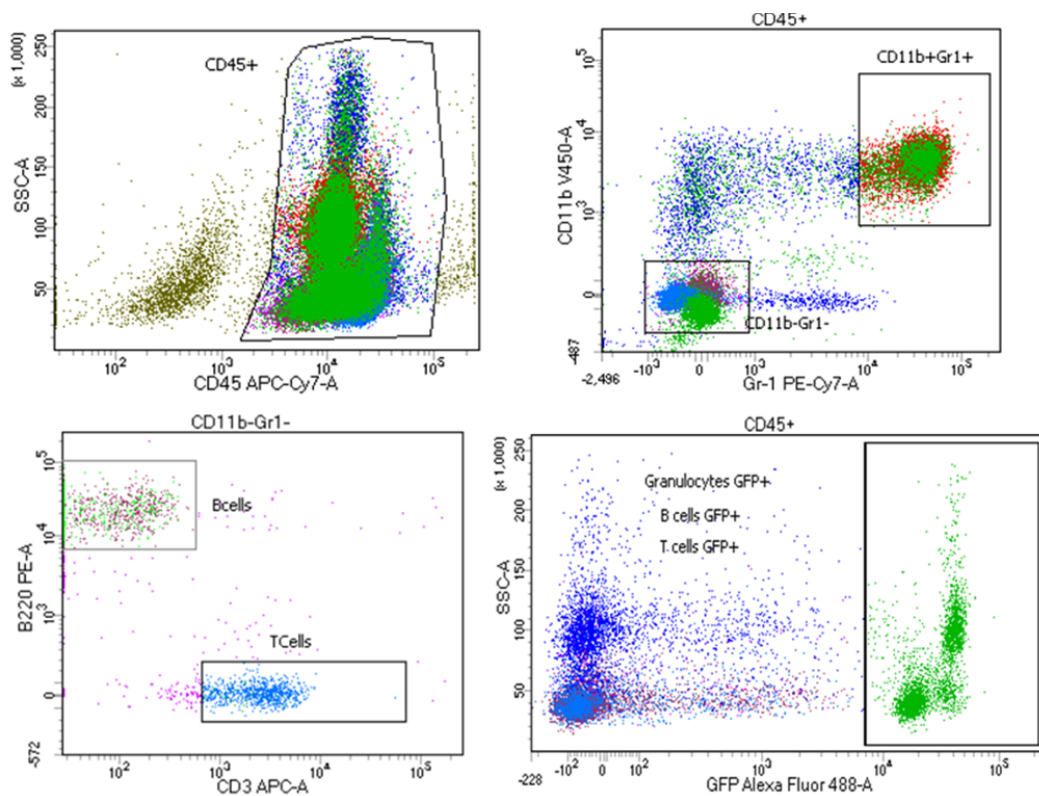 CD45+
(x 1,000)
250
200
150
100
50
SSC-A
CD45+
10²
10³
10⁴
10⁵
CD45 APC-Cy7-A
CD45+
CD11b+Gr1+
10⁵
10⁴
10³
0
-487
CD11b V450-A
CD11b-Gr1-
-2,496
-10³
0
10³
10⁴
10⁵
Gr-1 PE-Cy7-A
CD11b-Gr1-
10⁵
10⁴
10³
0
-572
B220 PE-A
Bcells
TCells
10²
10³
10⁴
10⁵
CD3 APC-A
CD45+
(x 1,000)
250
200
150
100
50
SSC-A
Granulocytes GFP+
B cells GFP+
T cells GFP+
-228
-10²
0
10²
10³
10⁴
10⁵
GFP Alexa Fluor 488-A